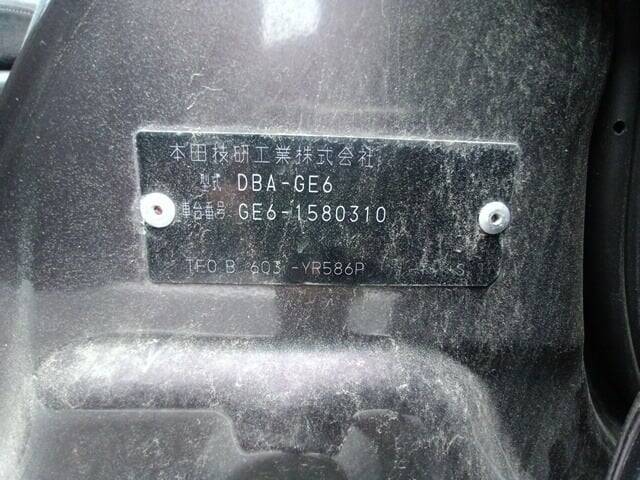 本田技研工業株式会社
型式 DBA-GE6
車台番号 GE6-1580310
603 -YR586P S